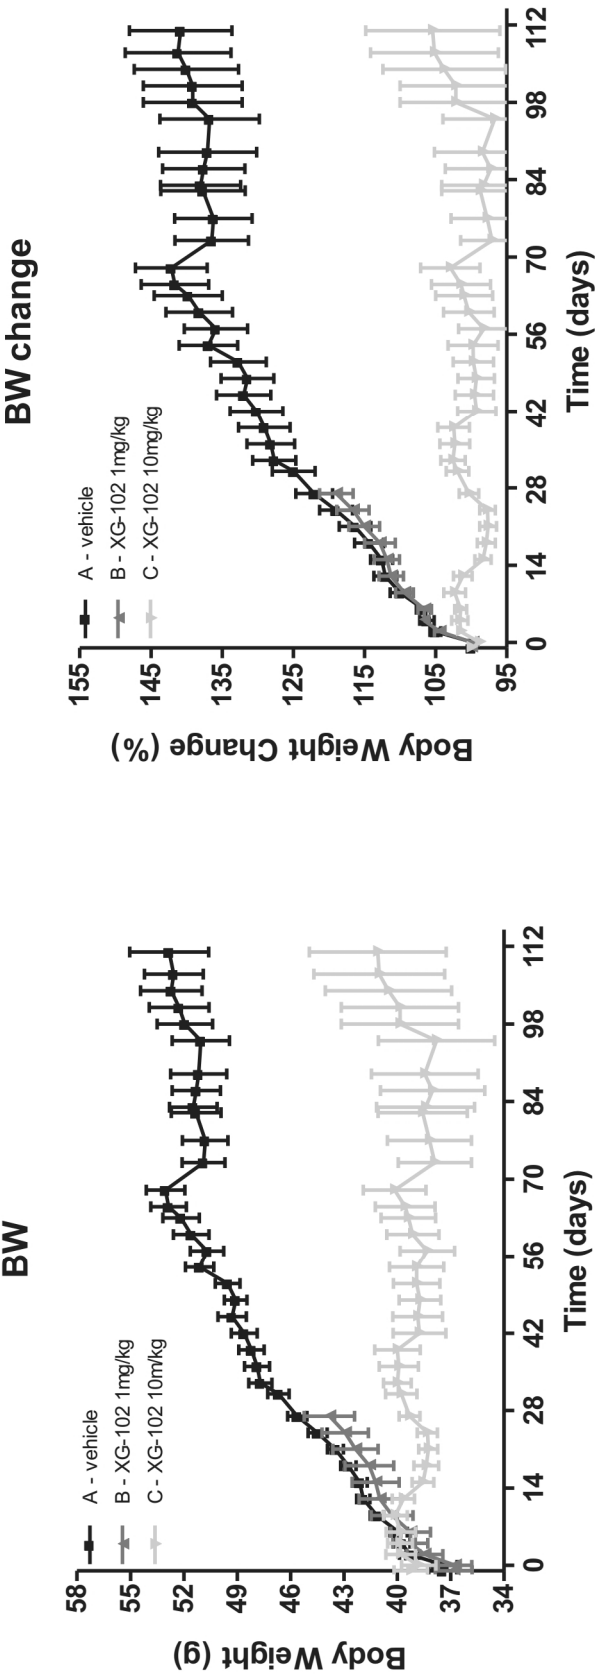 BW
A - vehicle
B - XG-102 1mg/kg
C - XG-102 10m/kg
Body Weight (g)
58
55
52
49
46
43
40
37
34
0 14 28 42 56 70 84 98 112
Time (days)
BW change
A - vehicle
B - XG-102 1mg/kg
C - XG-102 10mg/kg
Body Weight Change (%)
155
145
135
125
115
105
95
0 14 28 42 56 70 84 98 112
Time (days)